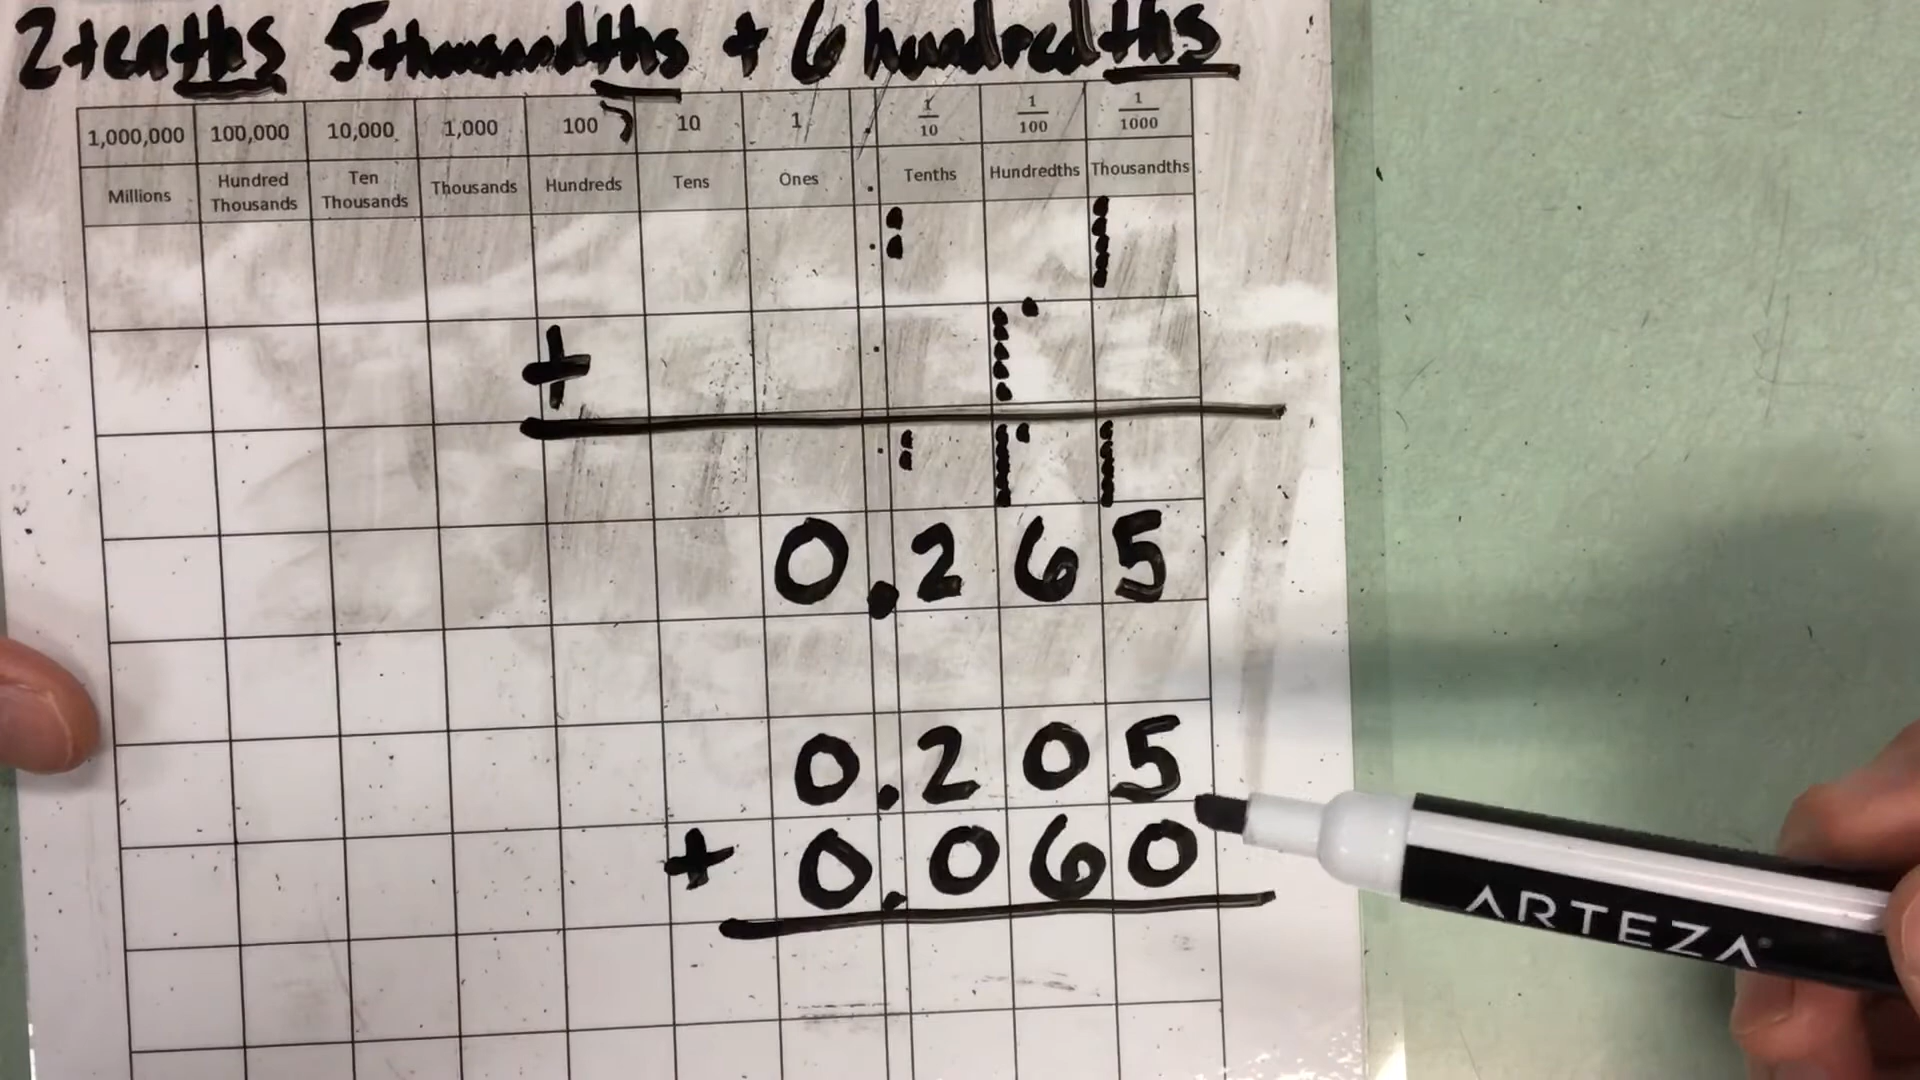 2 tenths 5 thousandths + 6 hundredths
1,000,000 100,000 10,000 1,000 100 10 1 . 1/10 1/100 1/1000
Millions Hundred Thousands Ten Thousands Thousands Hundreds Tens Ones . Tenths Hundredths Thousandths
.
+ .
.
0.265
0.205
+ 0.060
ARTEZA®